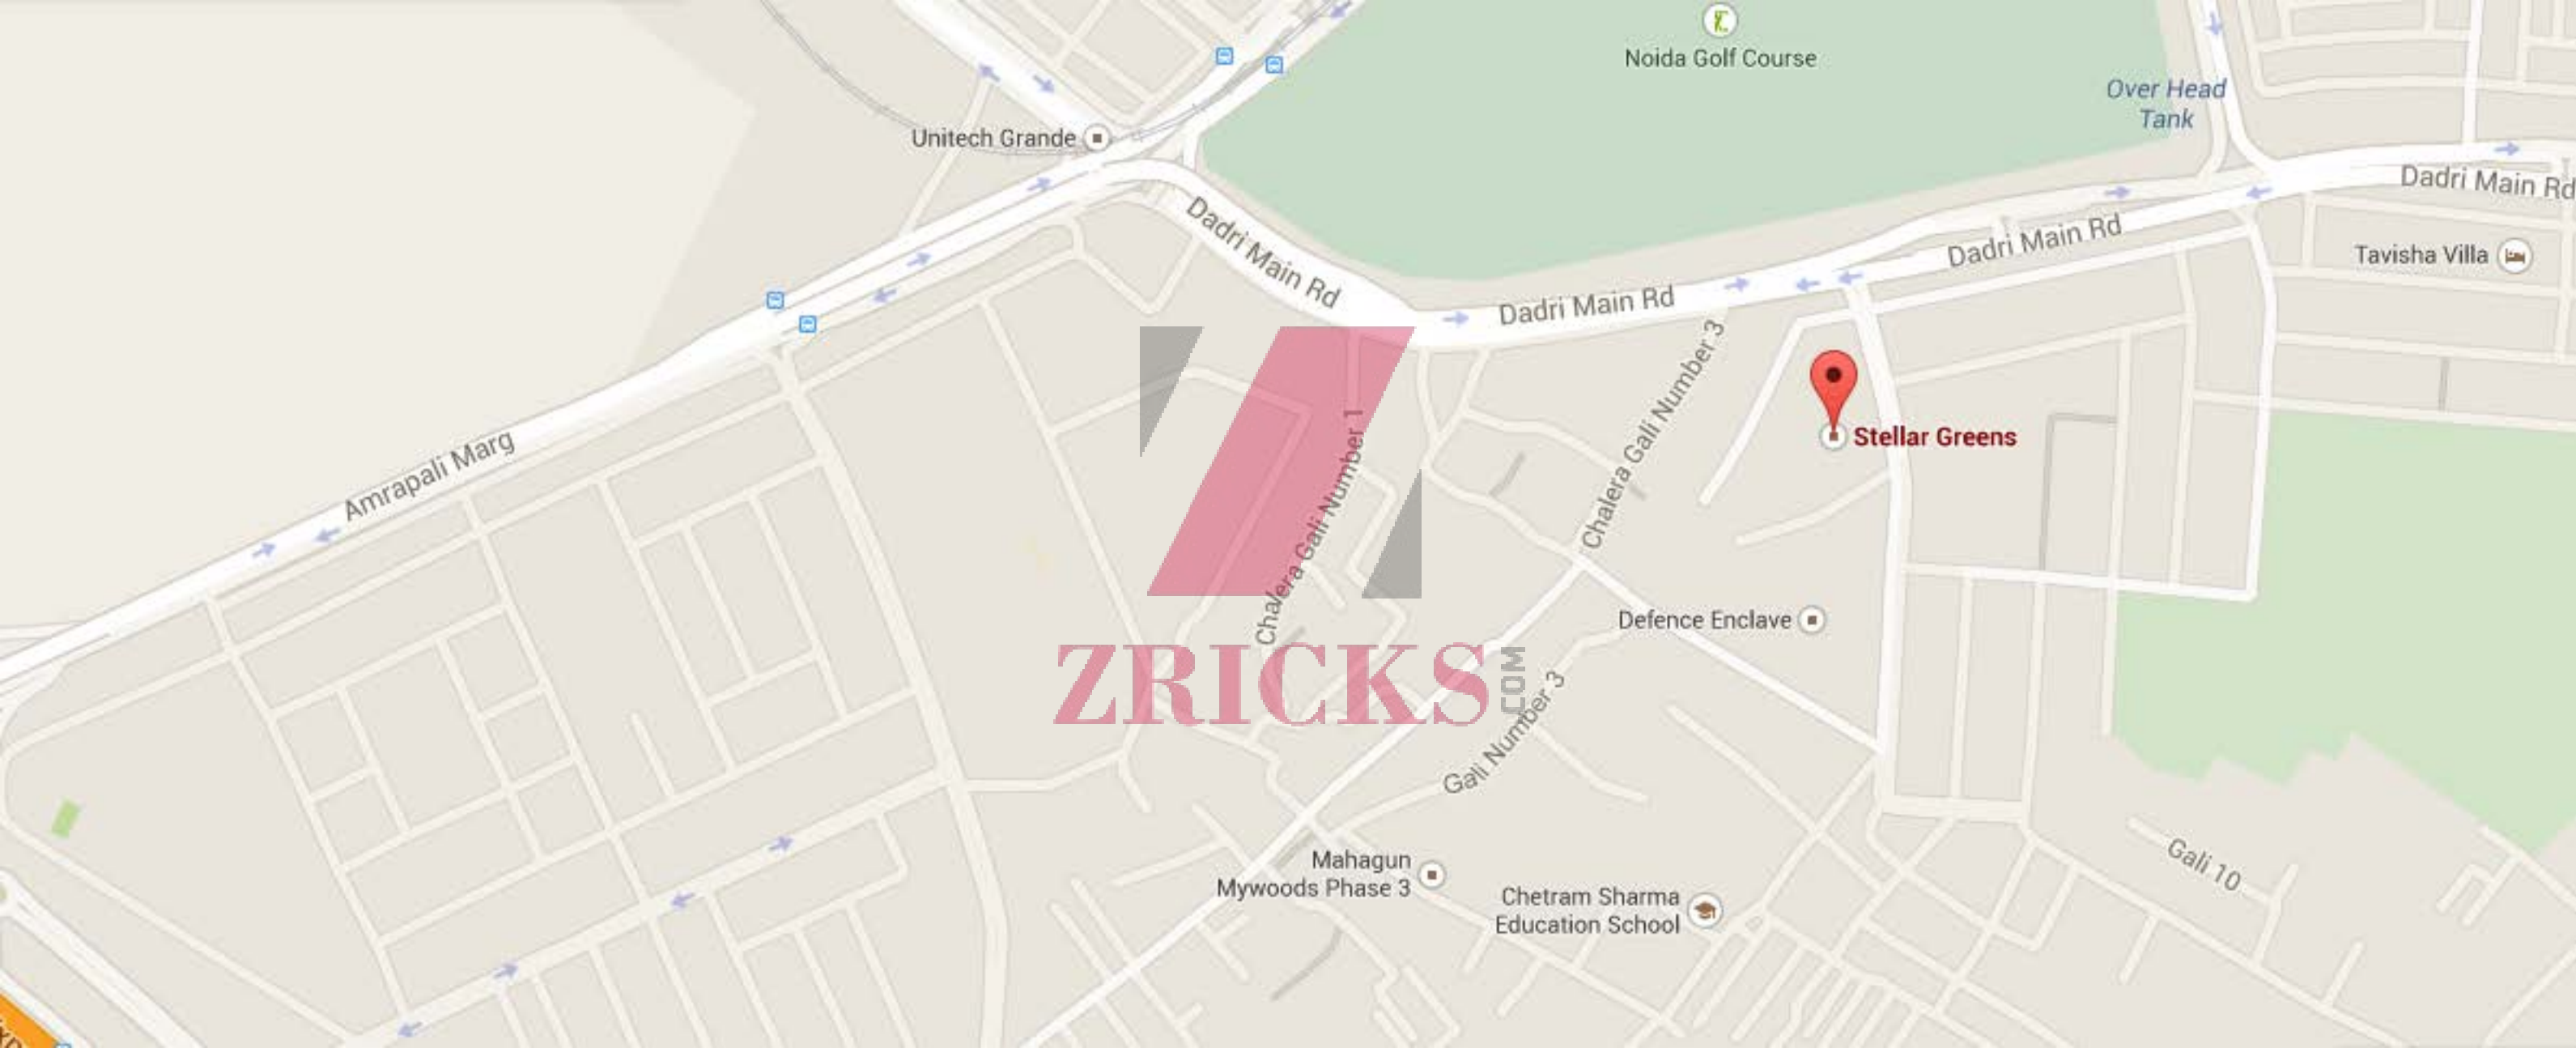 Noida Golf Course
Over Head
Tank
Unitech Grande
Dadri Main Rd
Dadri Main Rd
Dadri Main Rd
Dadri Main Rd
Tavisha Villa
Amrapali Marg
Chalera Gali Number 1
Chalera Gali Number 3
Stellar Greens
Defence Enclave
ZRICKS
.COM
Gali Number 3
Mahagun
Mywoods Phase 3
Chetram Sharma
Education School
Gali 10